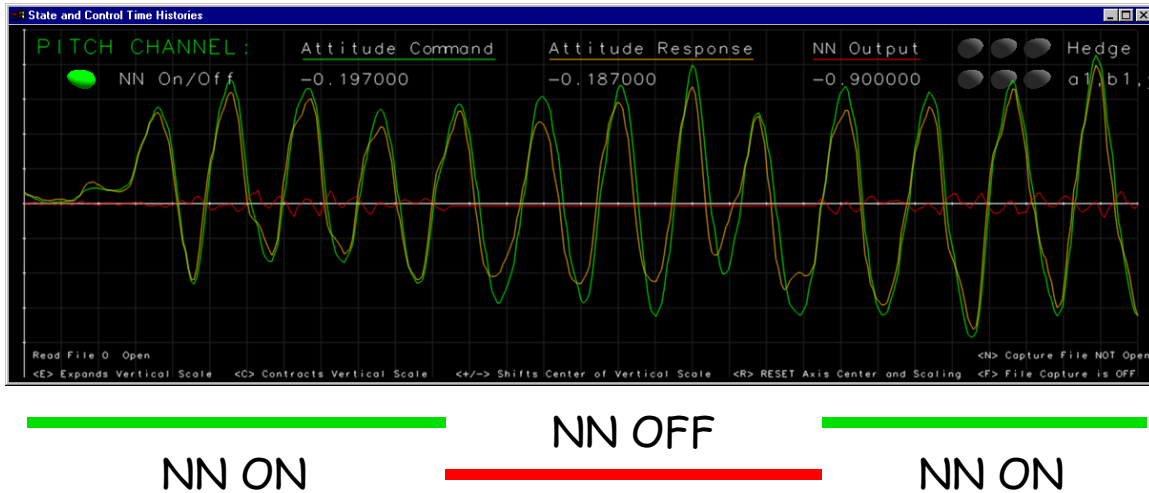 State and Control Time Histories
PITCH CHANNEL: Attitude Command Attitude Response NN Output Hedge
NN On/Off -0.197000 -0.187000 -0.900000 a1,b1,
Read File 0 Open <N> Capture File NOT Open
<E> Expands Vertical Scale <C> Contracts Vertical Scale <+/-> Shifts Center of Vertical Scale <R> RESET Axis Center and Scaling <F> File Capture is OFF
NN OFF
NN ON NN ON